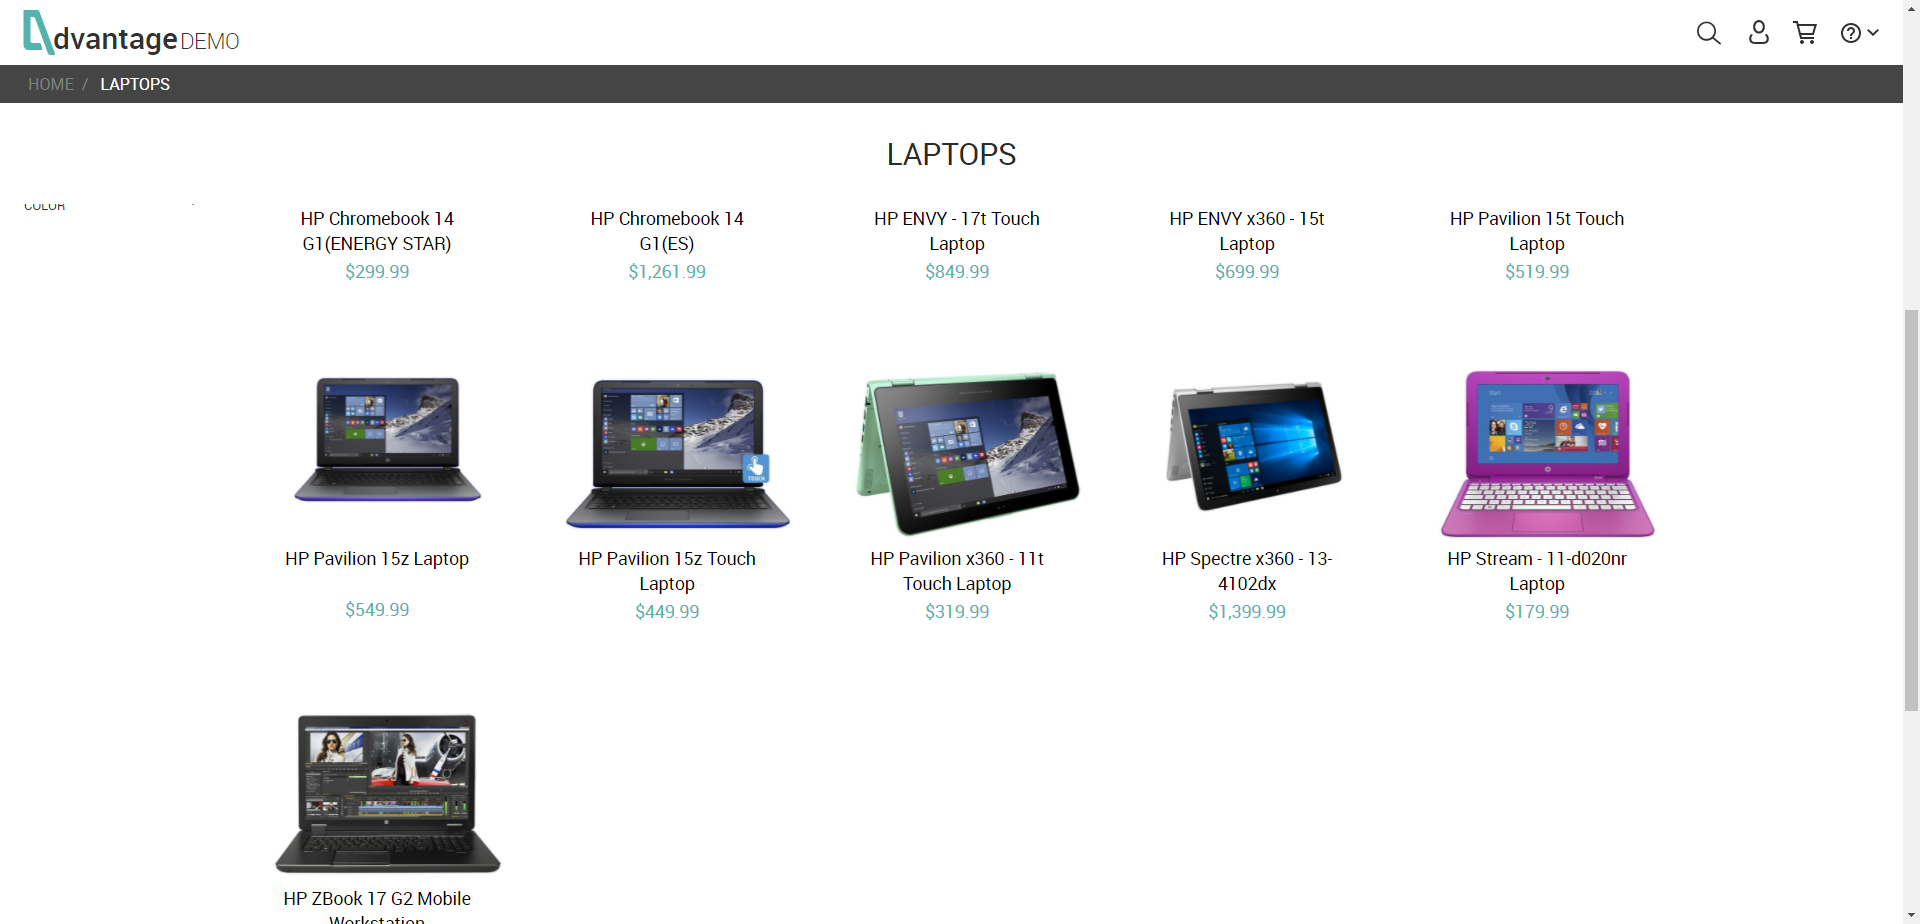 dvantage DEMO
HOME / LAPTOPS
LAPTOPS
COLOR
HP Chromebook 14
G1(ENERGY STAR)
$299.99
HP Chromebook 14
G1(ES)
$1,261.99
HP ENVY - 17t Touch
Laptop
$849.99
HP ENVY x360 - 15t
Laptop
$699.99
HP Pavilion 15t Touch
Laptop
$519.99
TOUCH
HP Pavilion 15z Laptop
$549.99
HP Pavilion 15z Touch
Laptop
$449.99
HP Pavilion x360 - 11t
Touch Laptop
$319.99
HP Spectre x360 - 13-
4102dx
$1,399.99
Start
HP Stream - 11-d020nr
Laptop
$179.99
HP ZBook 17 G2 Mobile
Workstation